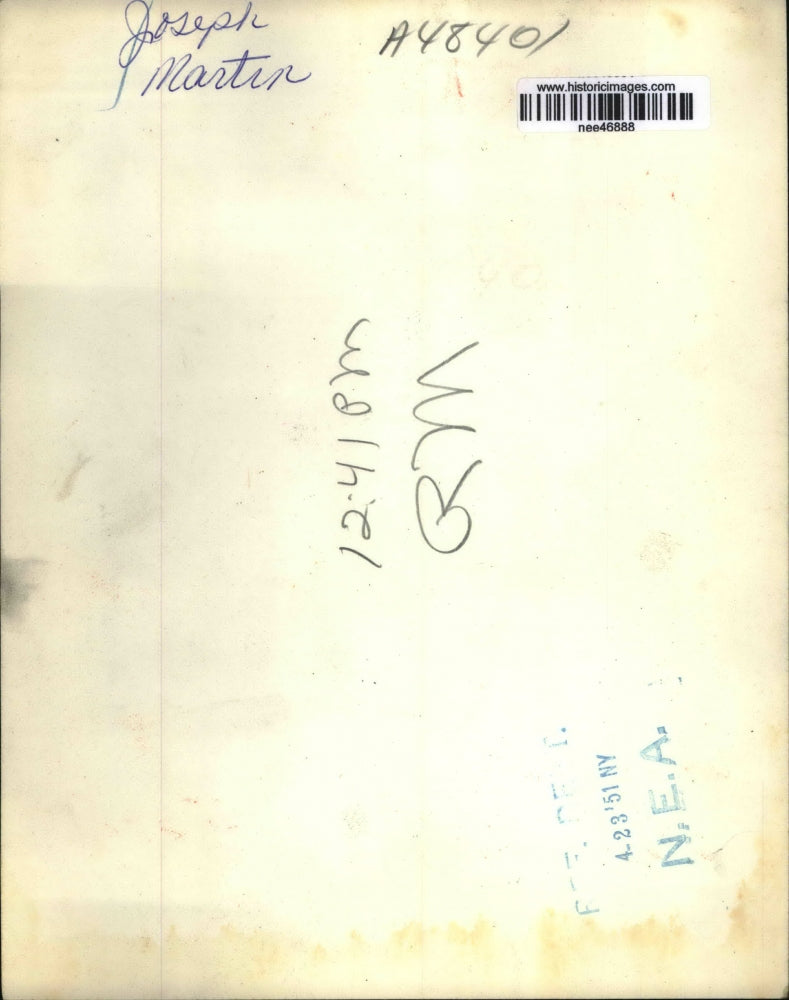 Joseph
Martin
A48401
www.historicimages.com
nee46888
12:41 PM
RM
4-23'51 NY
N.E.A.